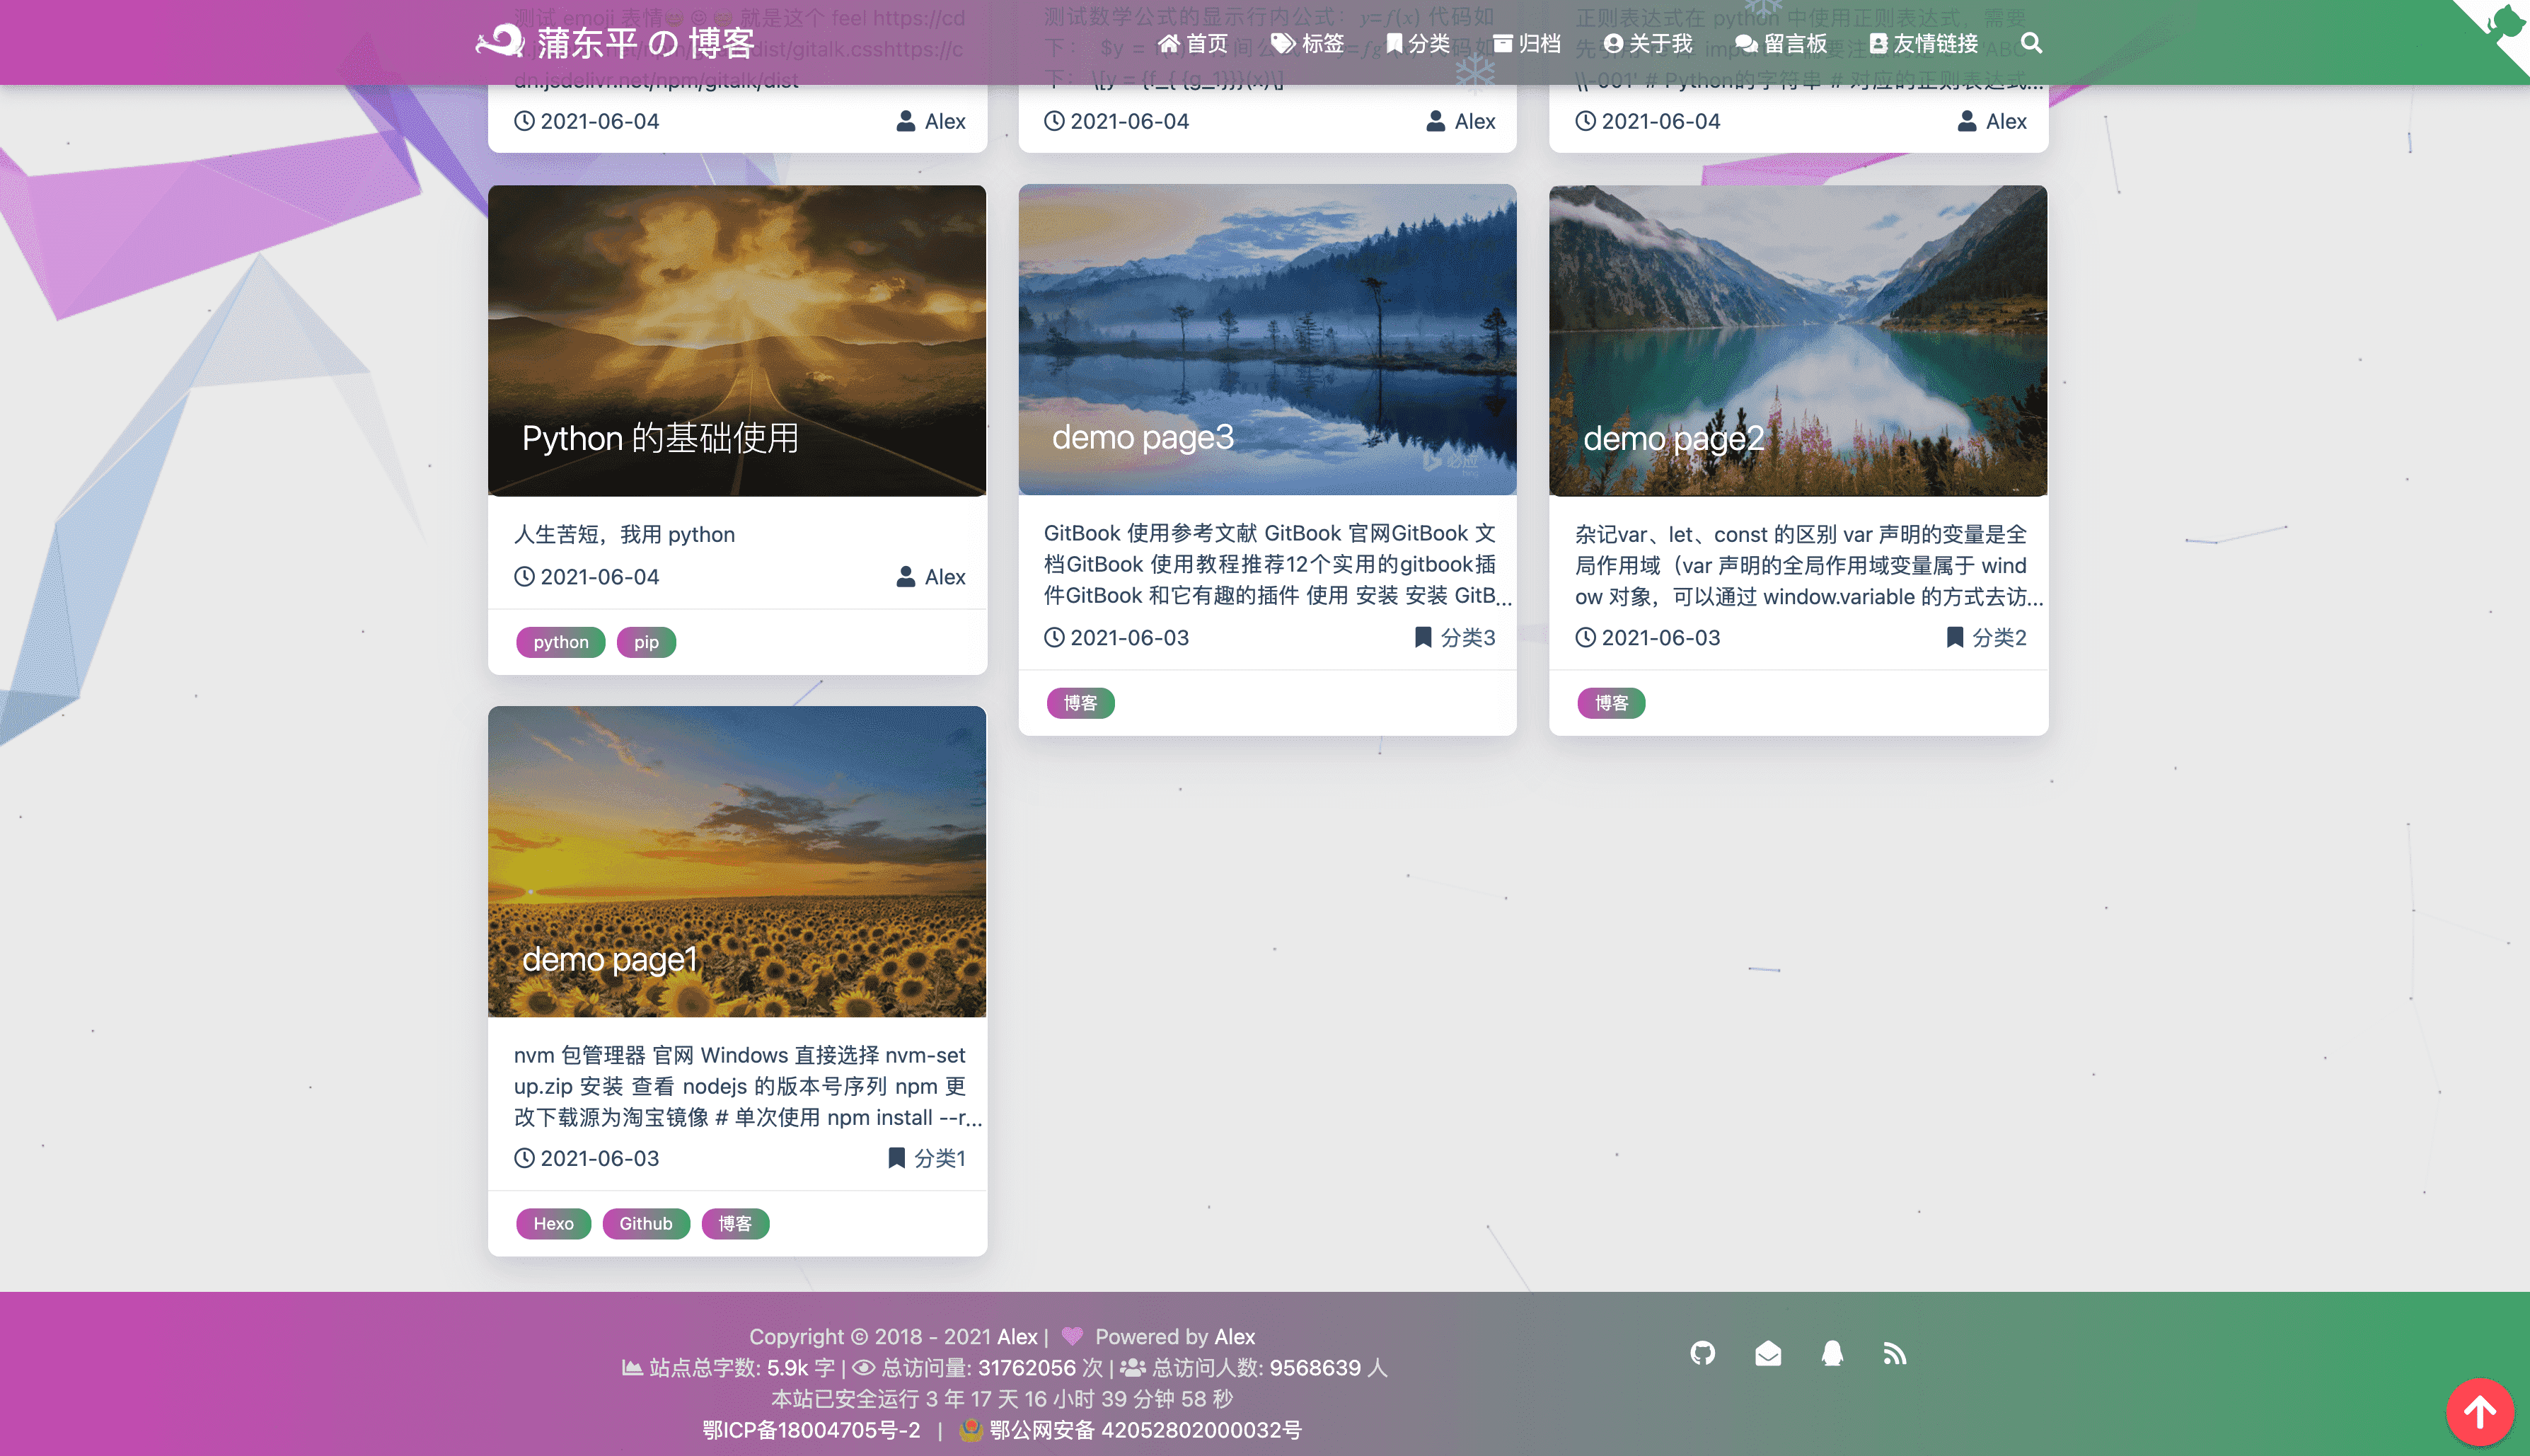 蒲东平 の 博客
首页
标签
分类
归档
关于我
留言板
友情链接
测试 emoji 表情 就是这个 feel https://cd
dn.jsdelivr.net/npm/gitalk/dist
2021-06-04
Alex
测试数学公式的显示行内公式：y=f(x) 代码如
下： \[y = {f_{ {g_1}}}(x)\]
2021-06-04
Alex
正则表达式在 python 中使用正则表达式，需要
\\-001' # Python的字符串 # 对应的正则表达式...
2021-06-04
Alex
Python 的基础使用
人生苦短，我用 python
2021-06-04
Alex
python
pip
demo page3
必应
bing
GitBook 使用参考文献 GitBook 官网GitBook 文
档GitBook 使用教程推荐12个实用的gitbook插
件GitBook 和它有趣的插件 使用 安装 安装 GitB...
2021-06-03
分类3
博客
demo page2
杂记var、let、const 的区别 var 声明的变量是全
局作用域（var 声明的全局作用域变量属于 wind
ow 对象，可以通过 window.variable 的方式去访...
2021-06-03
分类2
博客
demo page1
nvm 包管理器 官网 Windows 直接选择 nvm-set
up.zip 安装 查看 nodejs 的版本号序列 npm 更
改下载源为淘宝镜像 # 单次使用 npm install --r...
2021-06-03
分类1
Hexo
Github
博客
Copyright © 2018 - 2021 Alex | Powered by Alex
站点总字数: 5.9k 字 | 总访问量: 31762056 次 | 总访问人数: 9568639 人
本站已安全运行 3 年 17 天 16 小时 39 分钟 58 秒
鄂ICP备18004705号-2 | 鄂公网安备 42052802000032号